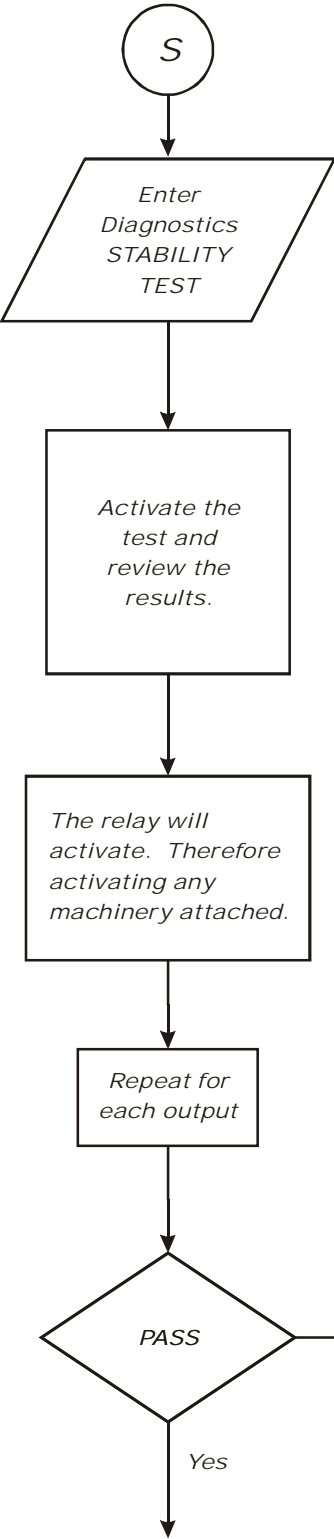 S
Enter
Diagnostics
STABILITY
TEST
Activate the
test and
review the
results.
The relay will
activate. Therefore
activating any
machinery attached.
Repeat for
each output
PASS
Yes